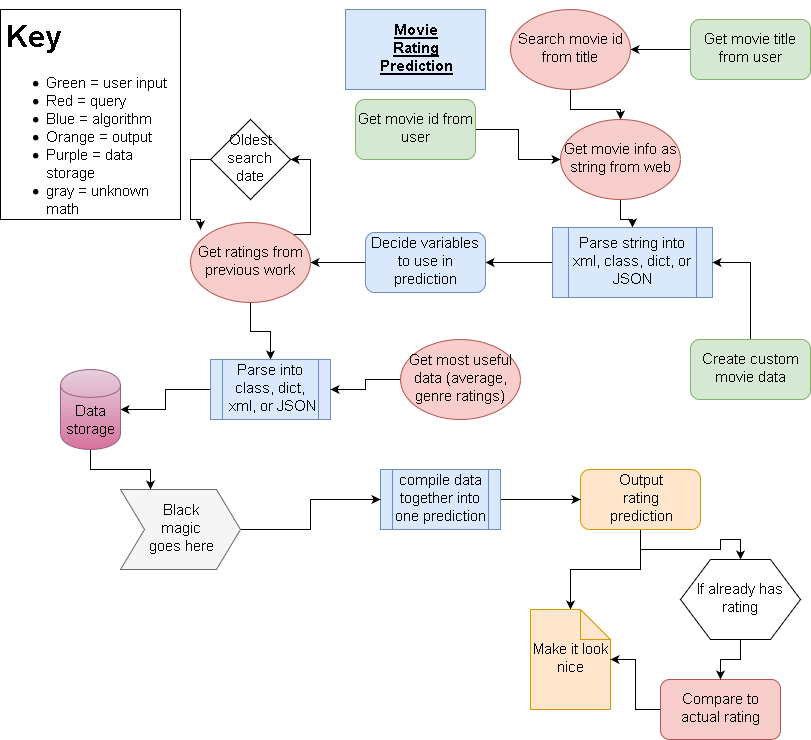 Key
Green = user input
Red = query
Blue = algorithm
Orange = output
Purple = data
storage
gray = unknown
math
Movie
Rating
Prediction
Search movie id
from title
Get movie title
from user
Get movie id from
user
Get movie info as
string from web
Oldest
search
date
Get ratings from
previous work
Decide variables
to use in
prediction
Parse string into
xml, class, dict, or
JSON
Create custom
movie data
Parse into
class, dict,
xml, or JSON
Get most useful
data (average,
genre ratings)
Data
storage
Black
magic
goes here
compile data
together into
one prediction
Output
rating
prediction
If already has
rating
Make it look
nice
Compare to
actual rating